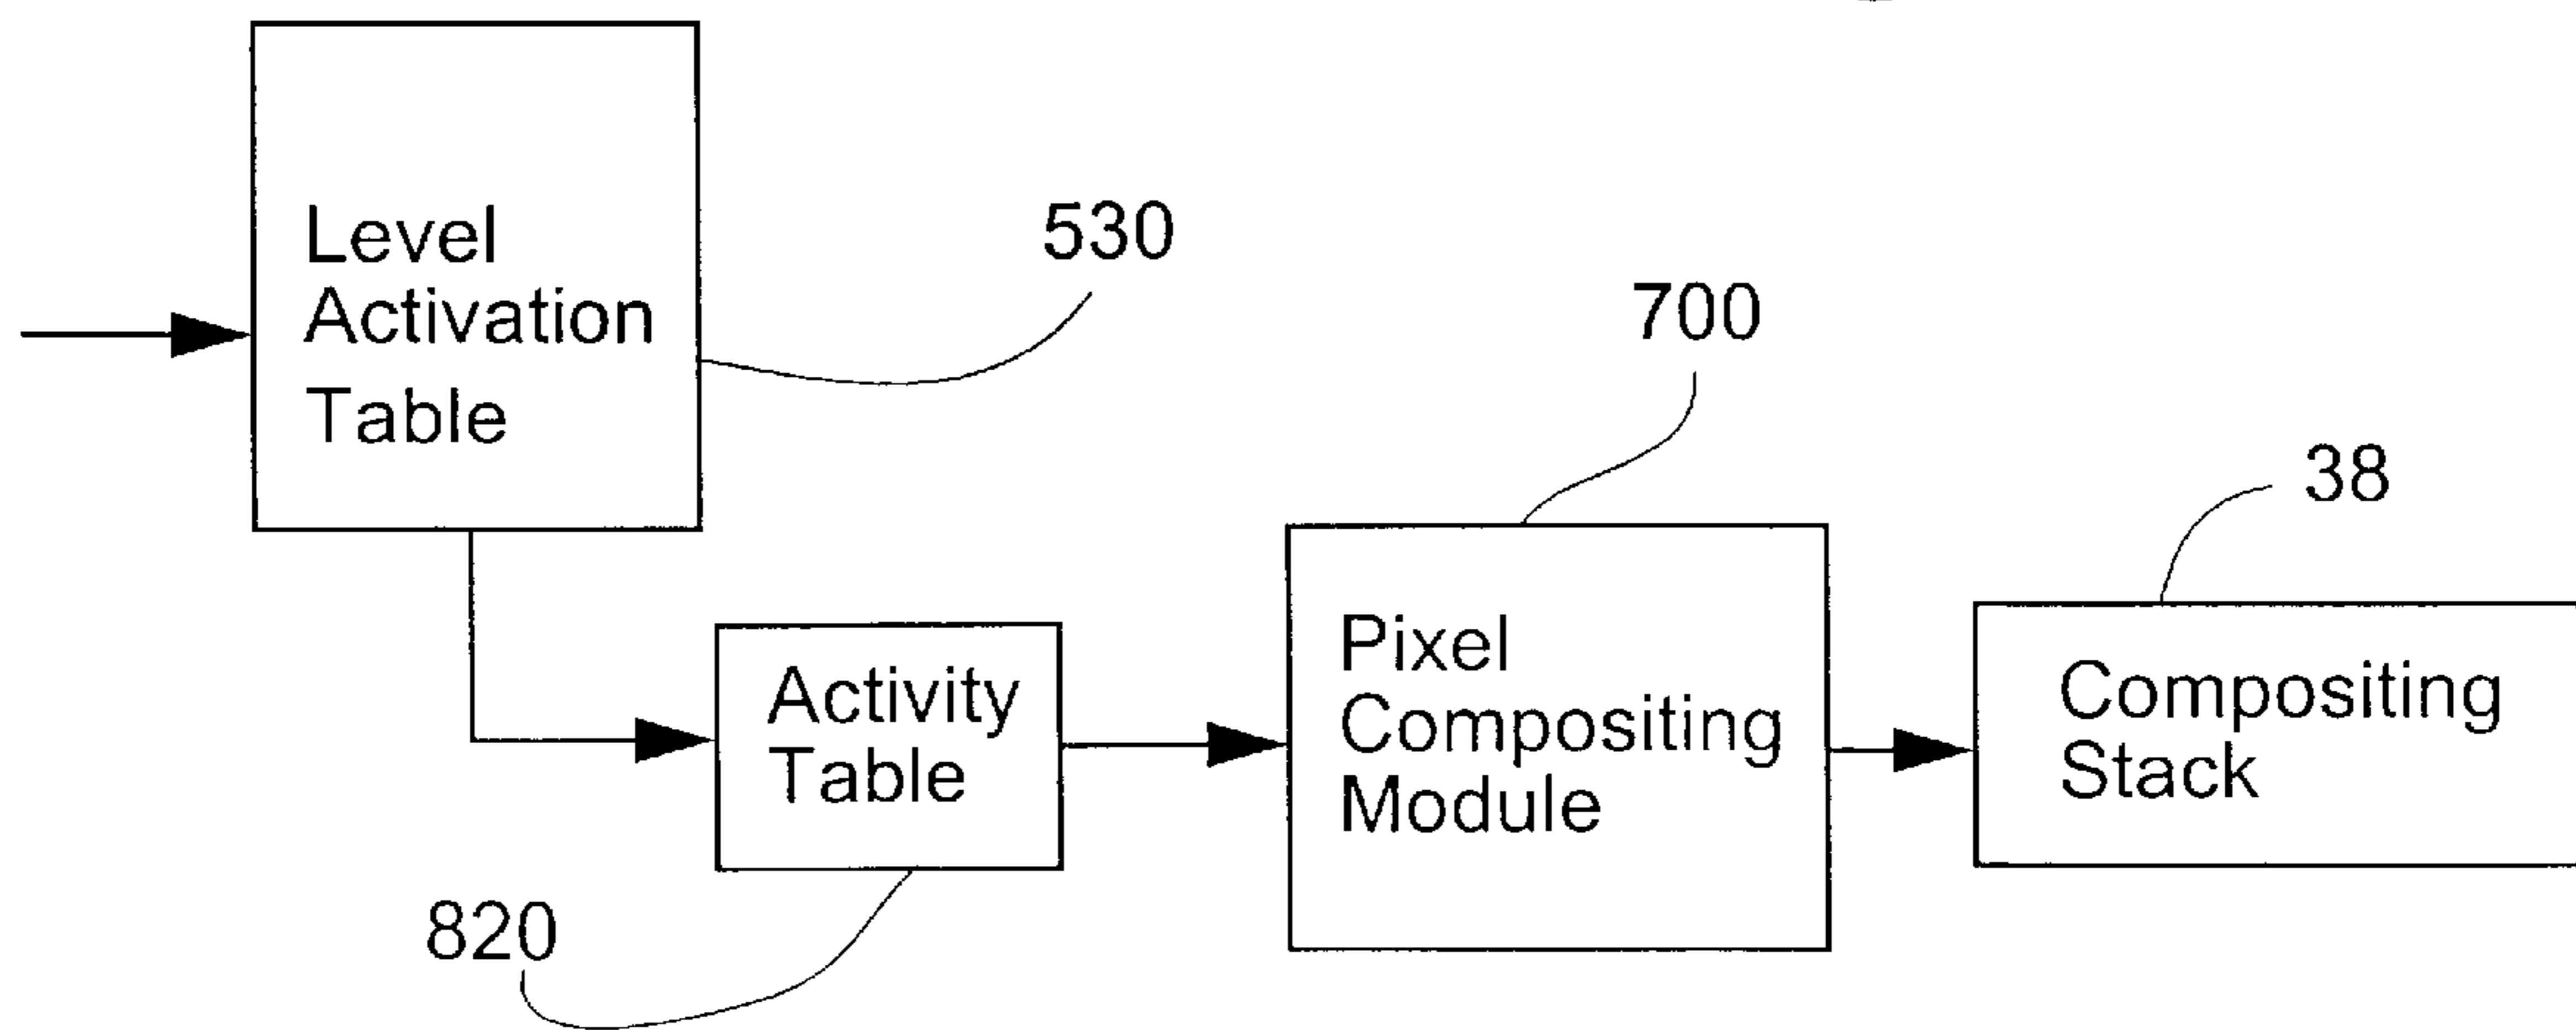 Level
Activation
Table
530
700
38
Activity
Table
Pixel
Compositing
Module
Compositing
Stack
820